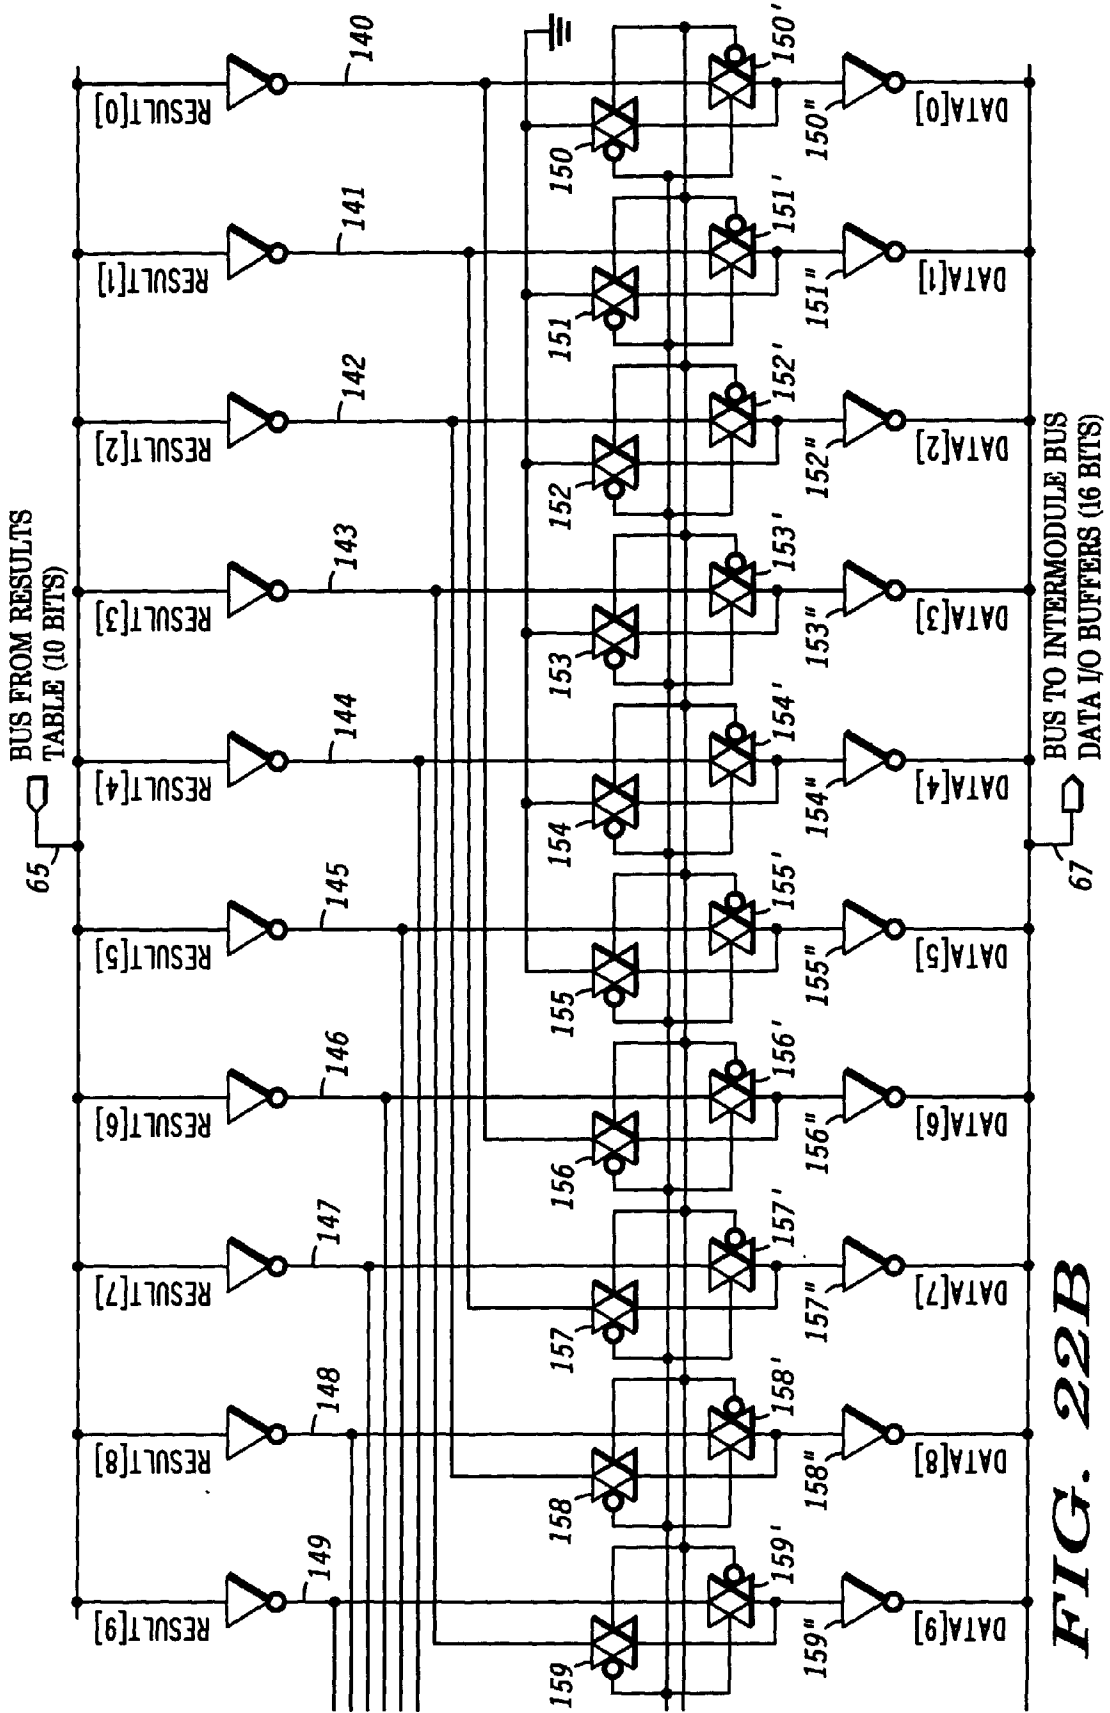 BUS FROM RESULTS
TABLE (10 BITS)
65
RESULT[9]
RESULT[8]
RESULT[7]
RESULT[6]
RESULT[5]
RESULT[4]
RESULT[3]
RESULT[2]
RESULT[1]
RESULT[0]
149
148
147
146
145
144
143
142
141
140
159
158
157
156
155
154
153
152
151
150
159'
158'
157'
156'
155'
154'
153'
152'
151'
150'
159"
158"
157"
156"
155"
154"
153"
152"
151"
150"
DATA[9]
DATA[8]
DATA[7]
DATA[6]
DATA[5]
DATA[4]
DATA[3]
DATA[2]
DATA[1]
DATA[0]
67
BUS TO INTERMODULE BUS
DATA I/O BUFFERS (16 BITS)
FIG. 22B